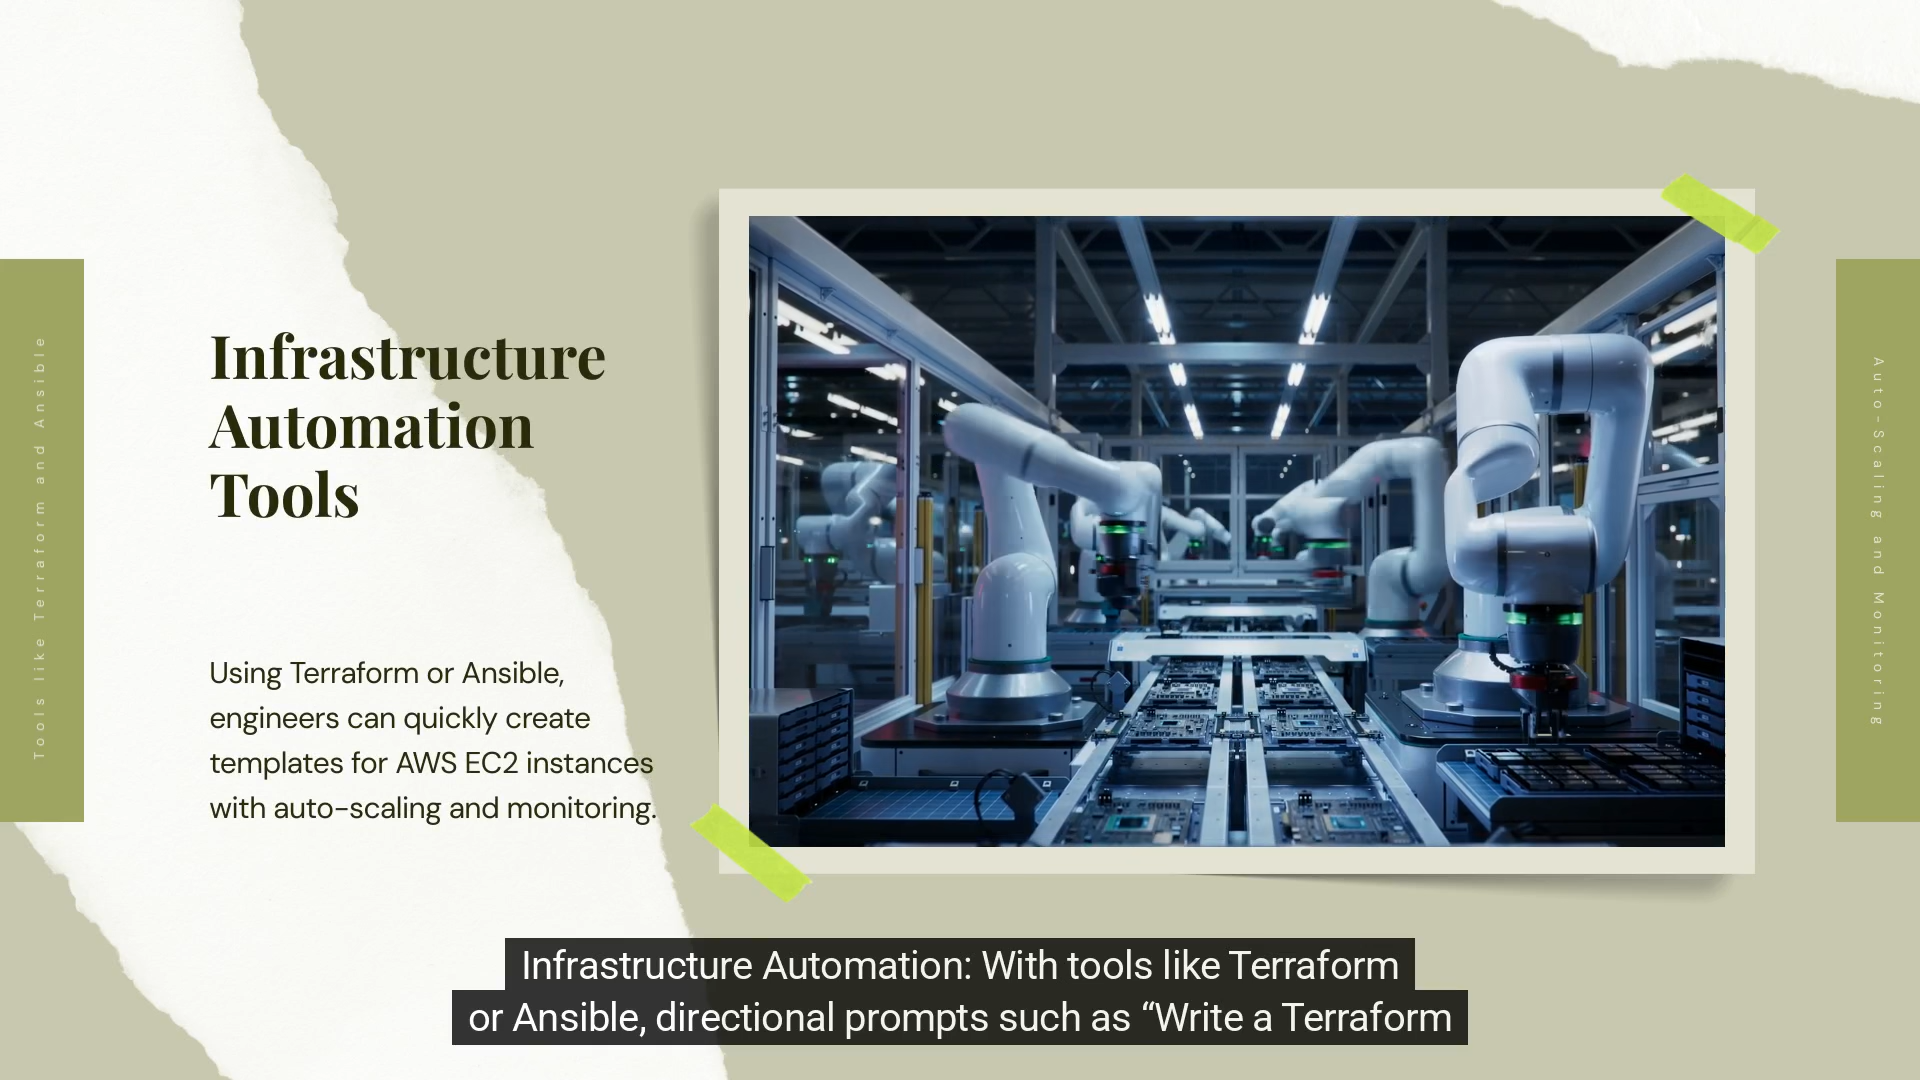 Tools like Terraform and Ansible
Infrastructure
Automation
Tools
Using Terraform or Ansible,
engineers can quickly create
templates for AWS EC2 instances
with auto-scaling and monitoring.
Auto-Scaling and Monitoring
Infrastructure Automation: With tools like Terraform
or Ansible, directional prompts such as “Write a Terraform